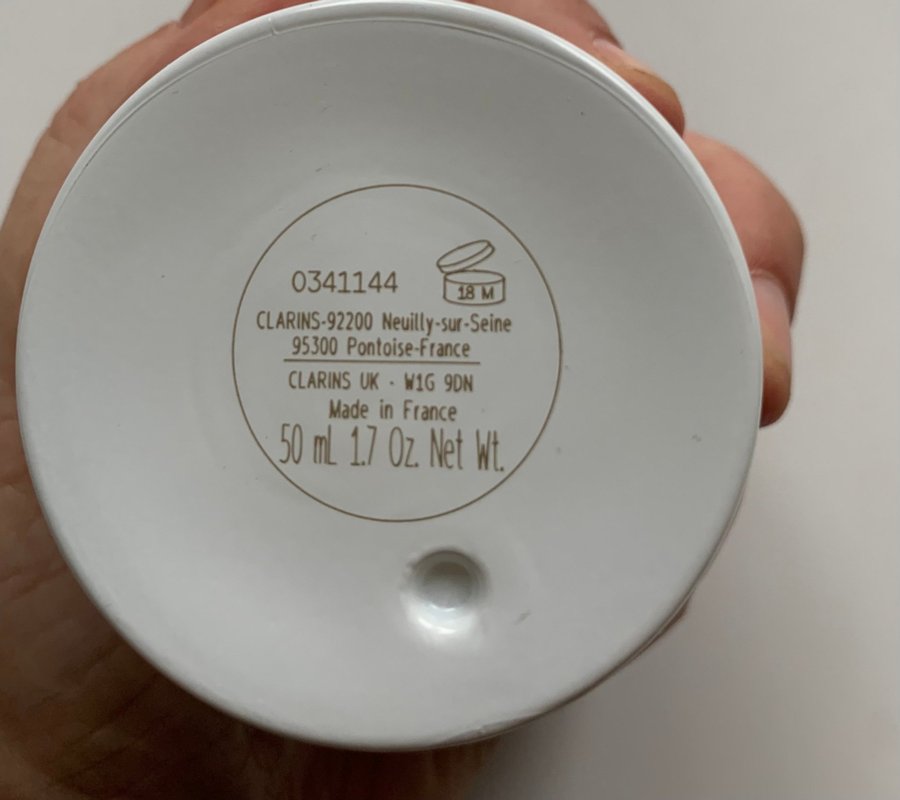 0341144
18 M
CLARINS-92200 Neuilly-sur-Seine
95300 Pontoise-France
CLARINS UK · W1G 9DN
Made in France
50 mL 1.7 Oz. Net Wt.